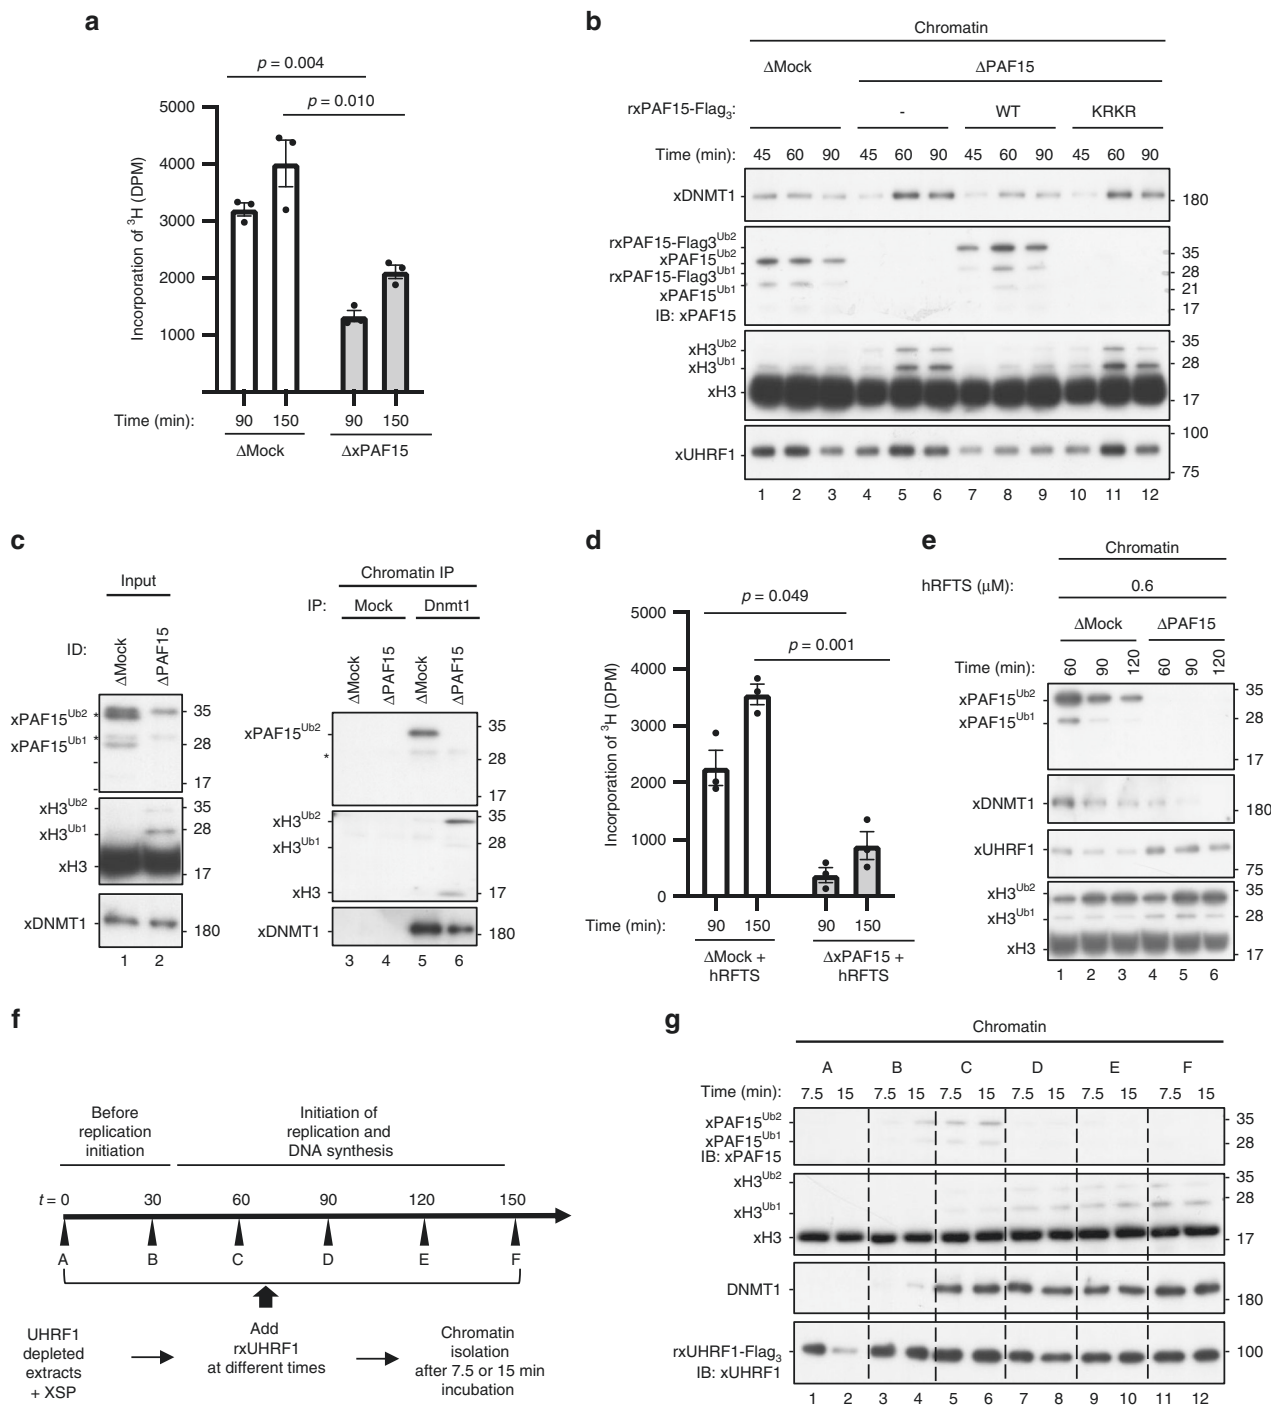 a
p = 0.004
p = 0.010
5000
4000
3000
2000
1000
Incorporation of ³H (DPM)
Time (min):
90 150 90 150
ΔMock ΔxPAF15
b
Chromatin
ΔMock ΔPAF15
rxPAF15-Flag₃: - WT KRKR
Time (min): 45 60 90 45 60 90 45 60 90 45 60 90
xDNMT1 180
rxPAF15-Flag3ᵁᵇ²
xPAF15ᵁᵇ²
rxPAF15-Flag3ᵁᵇ¹
xPAF15ᵁᵇ¹
IB: xPAF15
35
28
21
17
xH3ᵁᵇ² 35
xH3ᵁᵇ¹ 28
xH3 17
xUHRF1
100
75
1 2 3 4 5 6 7 8 9 10 11 12
c
Input
ID: ΔMock ΔPAF15
xPAF15ᵁᵇ² * 35
xPAF15ᵁᵇ¹ * 28
17
xH3ᵁᵇ² 35
xH3ᵁᵇ¹ 28
xH3 17
xDNMT1 180
1 2
Chromatin IP
IP: Mock Dnmt1
ΔMock ΔPAF15 ΔMock ΔPAF15
xPAF15ᵁᵇ² 35
* 28
17
xH3ᵁᵇ² 35
xH3ᵁᵇ¹ 28
xH3 17
xDNMT1 180
3 4 5 6
d
p = 0.049
p = 0.001
5000
4000
3000
2000
1000
0
Incorporation of ³H (DPM)
Time (min): 90 150 90 150
ΔMock + hRFTS
ΔxPAF15 + hRFTS
e
Chromatin
hRFTS (μM): 0.6
ΔMock ΔPAF15
Time (min): 60 90 120 60 90 120
xPAF15ᵁᵇ² 35
xPAF15ᵁᵇ¹ 28
17
xDNMT1 180
xUHRF1 75
xH3ᵁᵇ² 35
xH3ᵁᵇ¹ 28
xH3 17
1 2 3 4 5 6
f
Before replication initiation
Initiation of replication and DNA synthesis
t = 0 30 60 90 120 150
A B C D E F
UHRF1 depleted extracts + XSP
Add rxUHRF1 at different times
Chromatin isolation after 7.5 or 15 min incubation
g
Chromatin
A B C D E F
Time (min): 7.5 15 7.5 15 7.5 15 7.5 15 7.5 15 7.5 15
xPAF15ᵁᵇ² 35
xPAF15ᵁᵇ¹ 28
IB: xPAF15
xH3ᵁᵇ² 35
28
xH3ᵁᵇ¹
xH3 17
DNMT1 180
rxUHRF1-Flag₃ 100
IB: xUHRF1
1 2 3 4 5 6 7 8 9 10 11 12